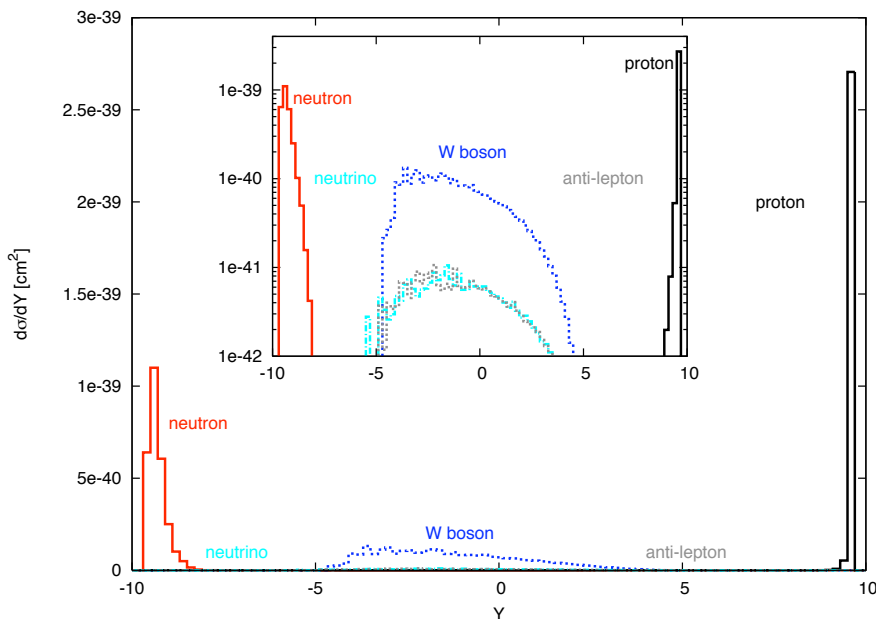 3e-39
2.5e-39
2e-39
1.5e-39
1e-39
5e-40
0
-10
-5
0
5
10
dσ/dY [cm²]
Y
neutron
neutrino
W boson
anti-lepton
proton
1e-39
1e-40
1e-41
1e-42
-10
-5
0
5
10
neutron
neutrino
W boson
anti-lepton
proton